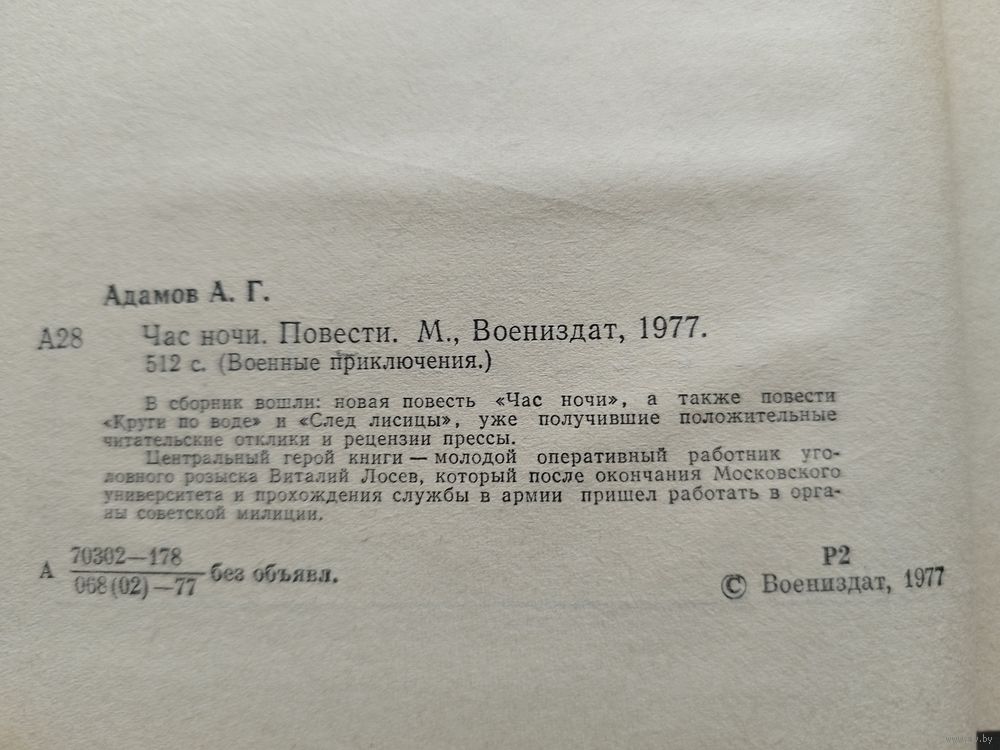 Адамов А. Г.
А28 Час ночи. Повести. М., Воениздат, 1977.
512 с. (Военные приключения.)
В сборник вошли: новая повесть «Час ночи», а также повести
«Круги по воде» и «След лисицы», уже получившие положительные
читательские отклики и рецензии прессы.
Центральный герой книги — молодой оперативный работник уго-
ловного розыска Виталий Лосев, который после окончания Московского
университета и прохождения службы в армии пришел работать в орга-
ны советской милиции.
А 70302—178
068(02)—77 без объявл.
Р2
© Воениздат, 1977